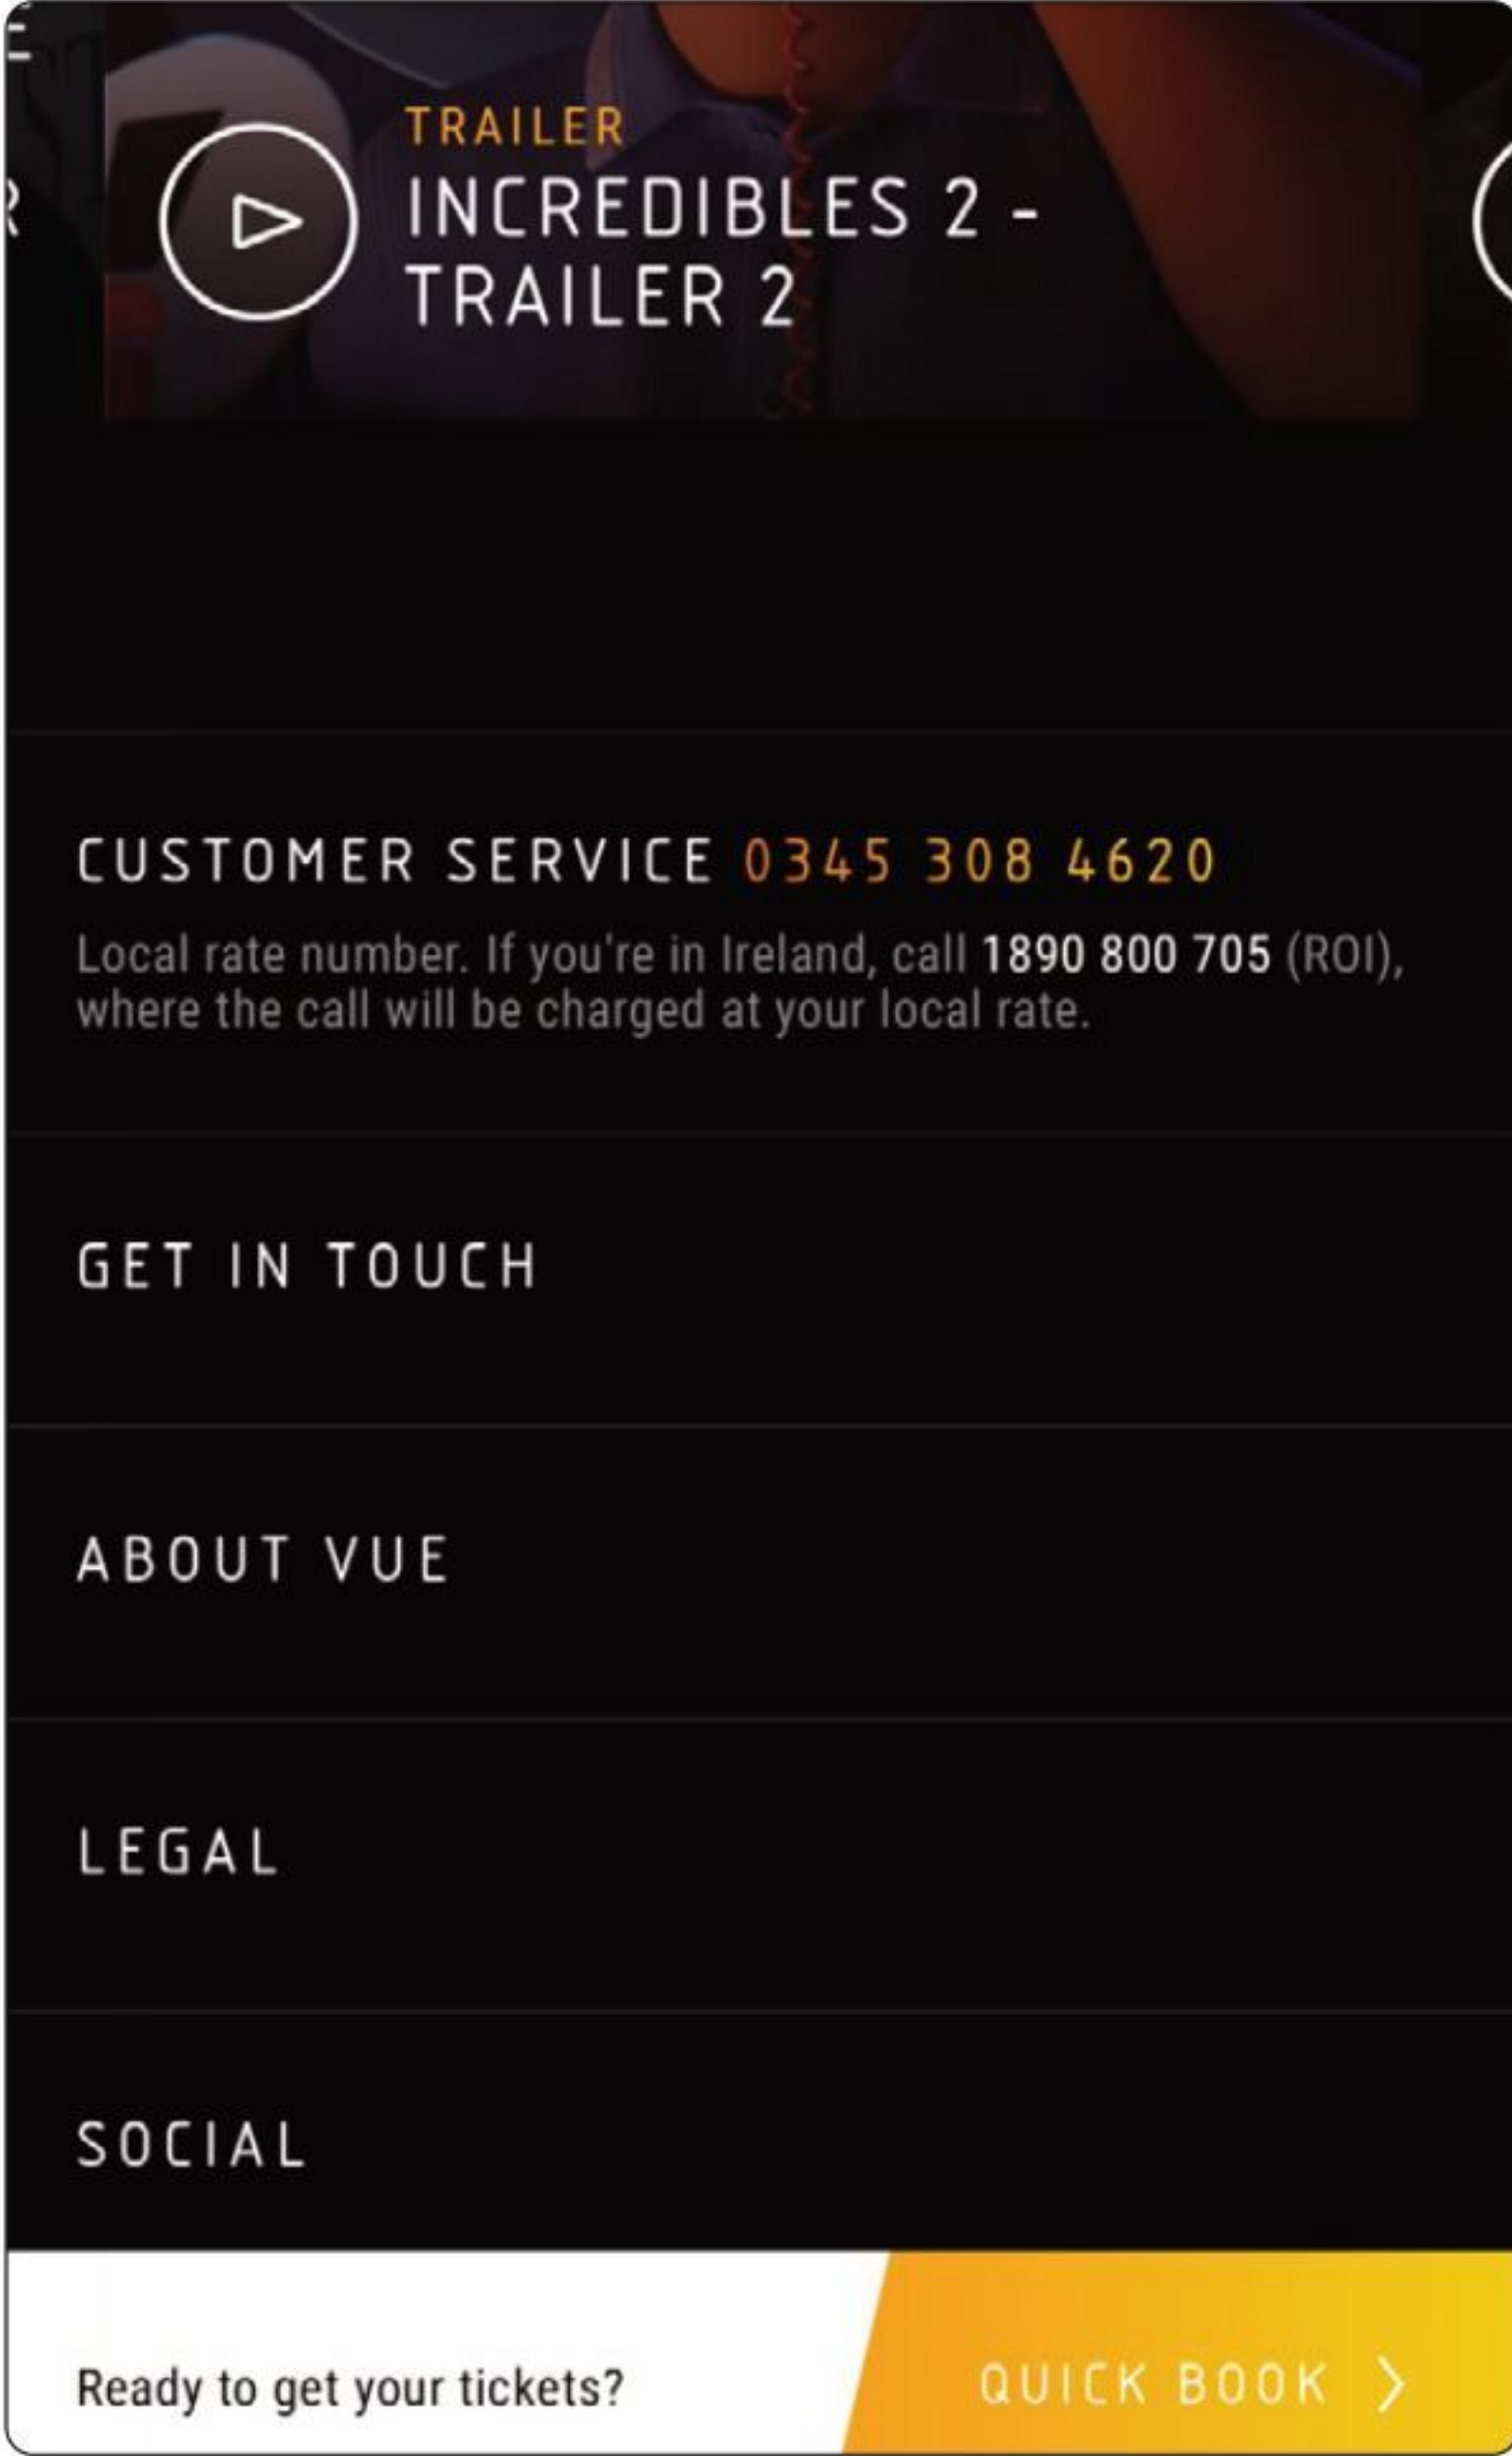 TRAILER
INCREDIBLES 2 -
TRAILER 2
CUSTOMER SERVICE 0345 308 4620
Local rate number. If you're in Ireland, call 1890 800 705 (ROI),
where the call will be charged at your local rate.
GET IN TOUCH
ABOUT VUE
LEGAL
SOCIAL
Ready to get your tickets?
QUICK BOOK